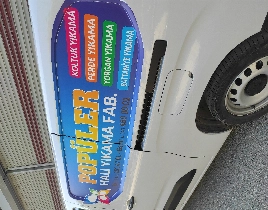 KOLTUK YIKAMA
PERDE YIKAMA
YORGAN YIKAMA
BATTANİYE YIKAMA
POPÜLER
HALI YIKAMA FAB.